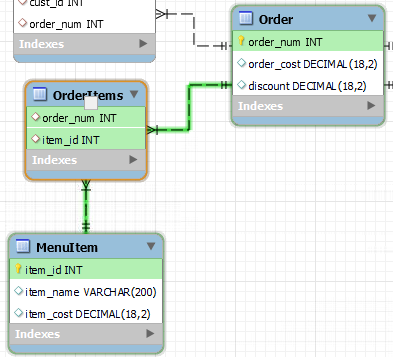 cust_id INT
order_num INT
Indexes
Order
order_num INT
order_cost DECIMAL(18,2)
discount DECIMAL(18,2)
Indexes
OrderItems
order_num INT
item_id INT
Indexes
MenuItem
item_id INT
item_name VARCHAR(200)
item_cost DECIMAL(18,2)
Indexes